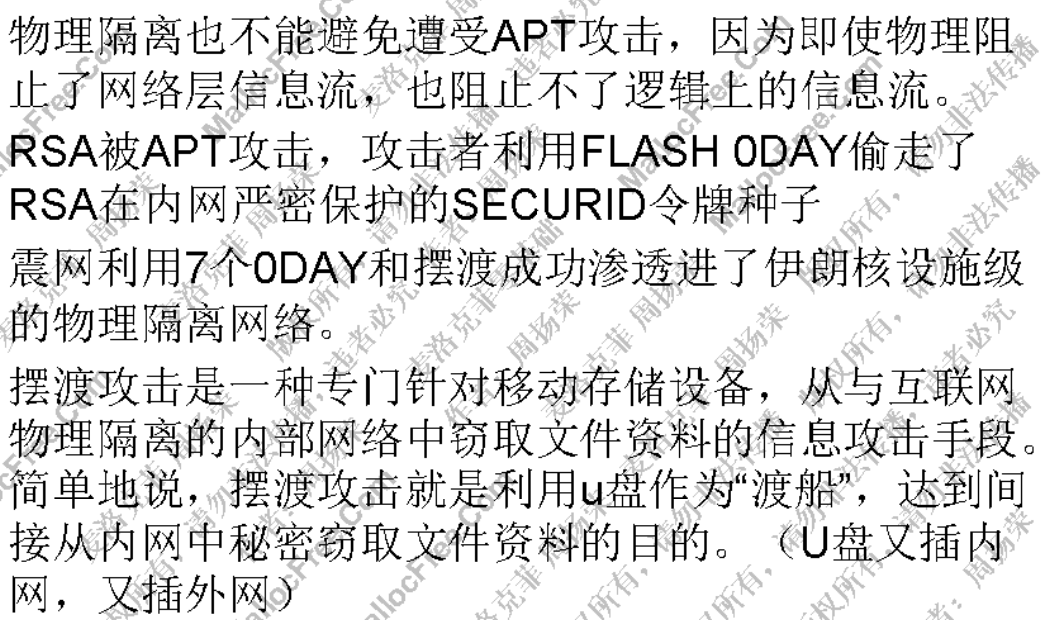 物理隔离也不能避免遭受APT攻击，因为即使物理阻
止了网络层信息流，也阻止不了逻辑上的信息流。
RSA被APT攻击，攻击者利用FLASH 0DAY偷走了
RSA在内网严密保护的SECURID令牌种子
震网利用7个0DAY和摆渡成功渗透进了伊朗核设施级
的物理隔离网络。
摆渡攻击是一种专门针对移动存储设备，从与互联网
物理隔离的内部网络中窃取文件资料的信息攻击手段。
简单地说，摆渡攻击就是利用u盘作为“渡船”，达到间
接从内网中秘密窃取文件资料的目的。（U盘又插内
网，又插外网）